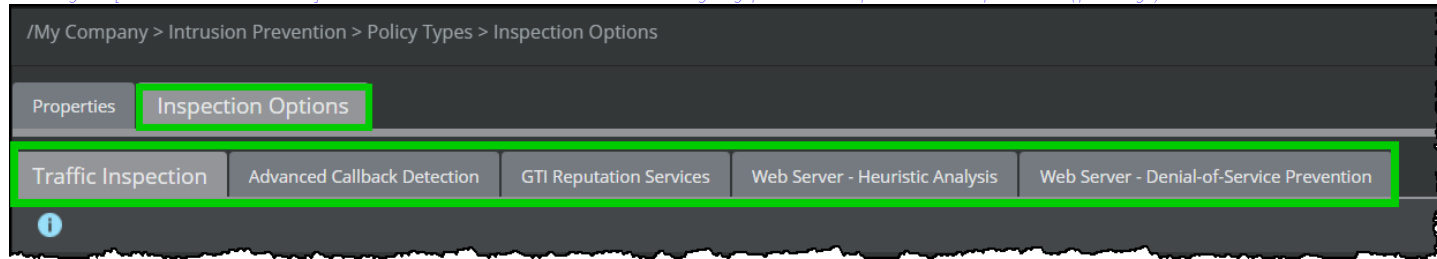 /My Company > Intrusion Prevention > Policy Types > Inspection Options
Properties Inspection Options
Traffic Inspection Advanced Callback Detection GTI Reputation Services Web Server - Heuristic Analysis Web Server - Denial-of-Service Prevention